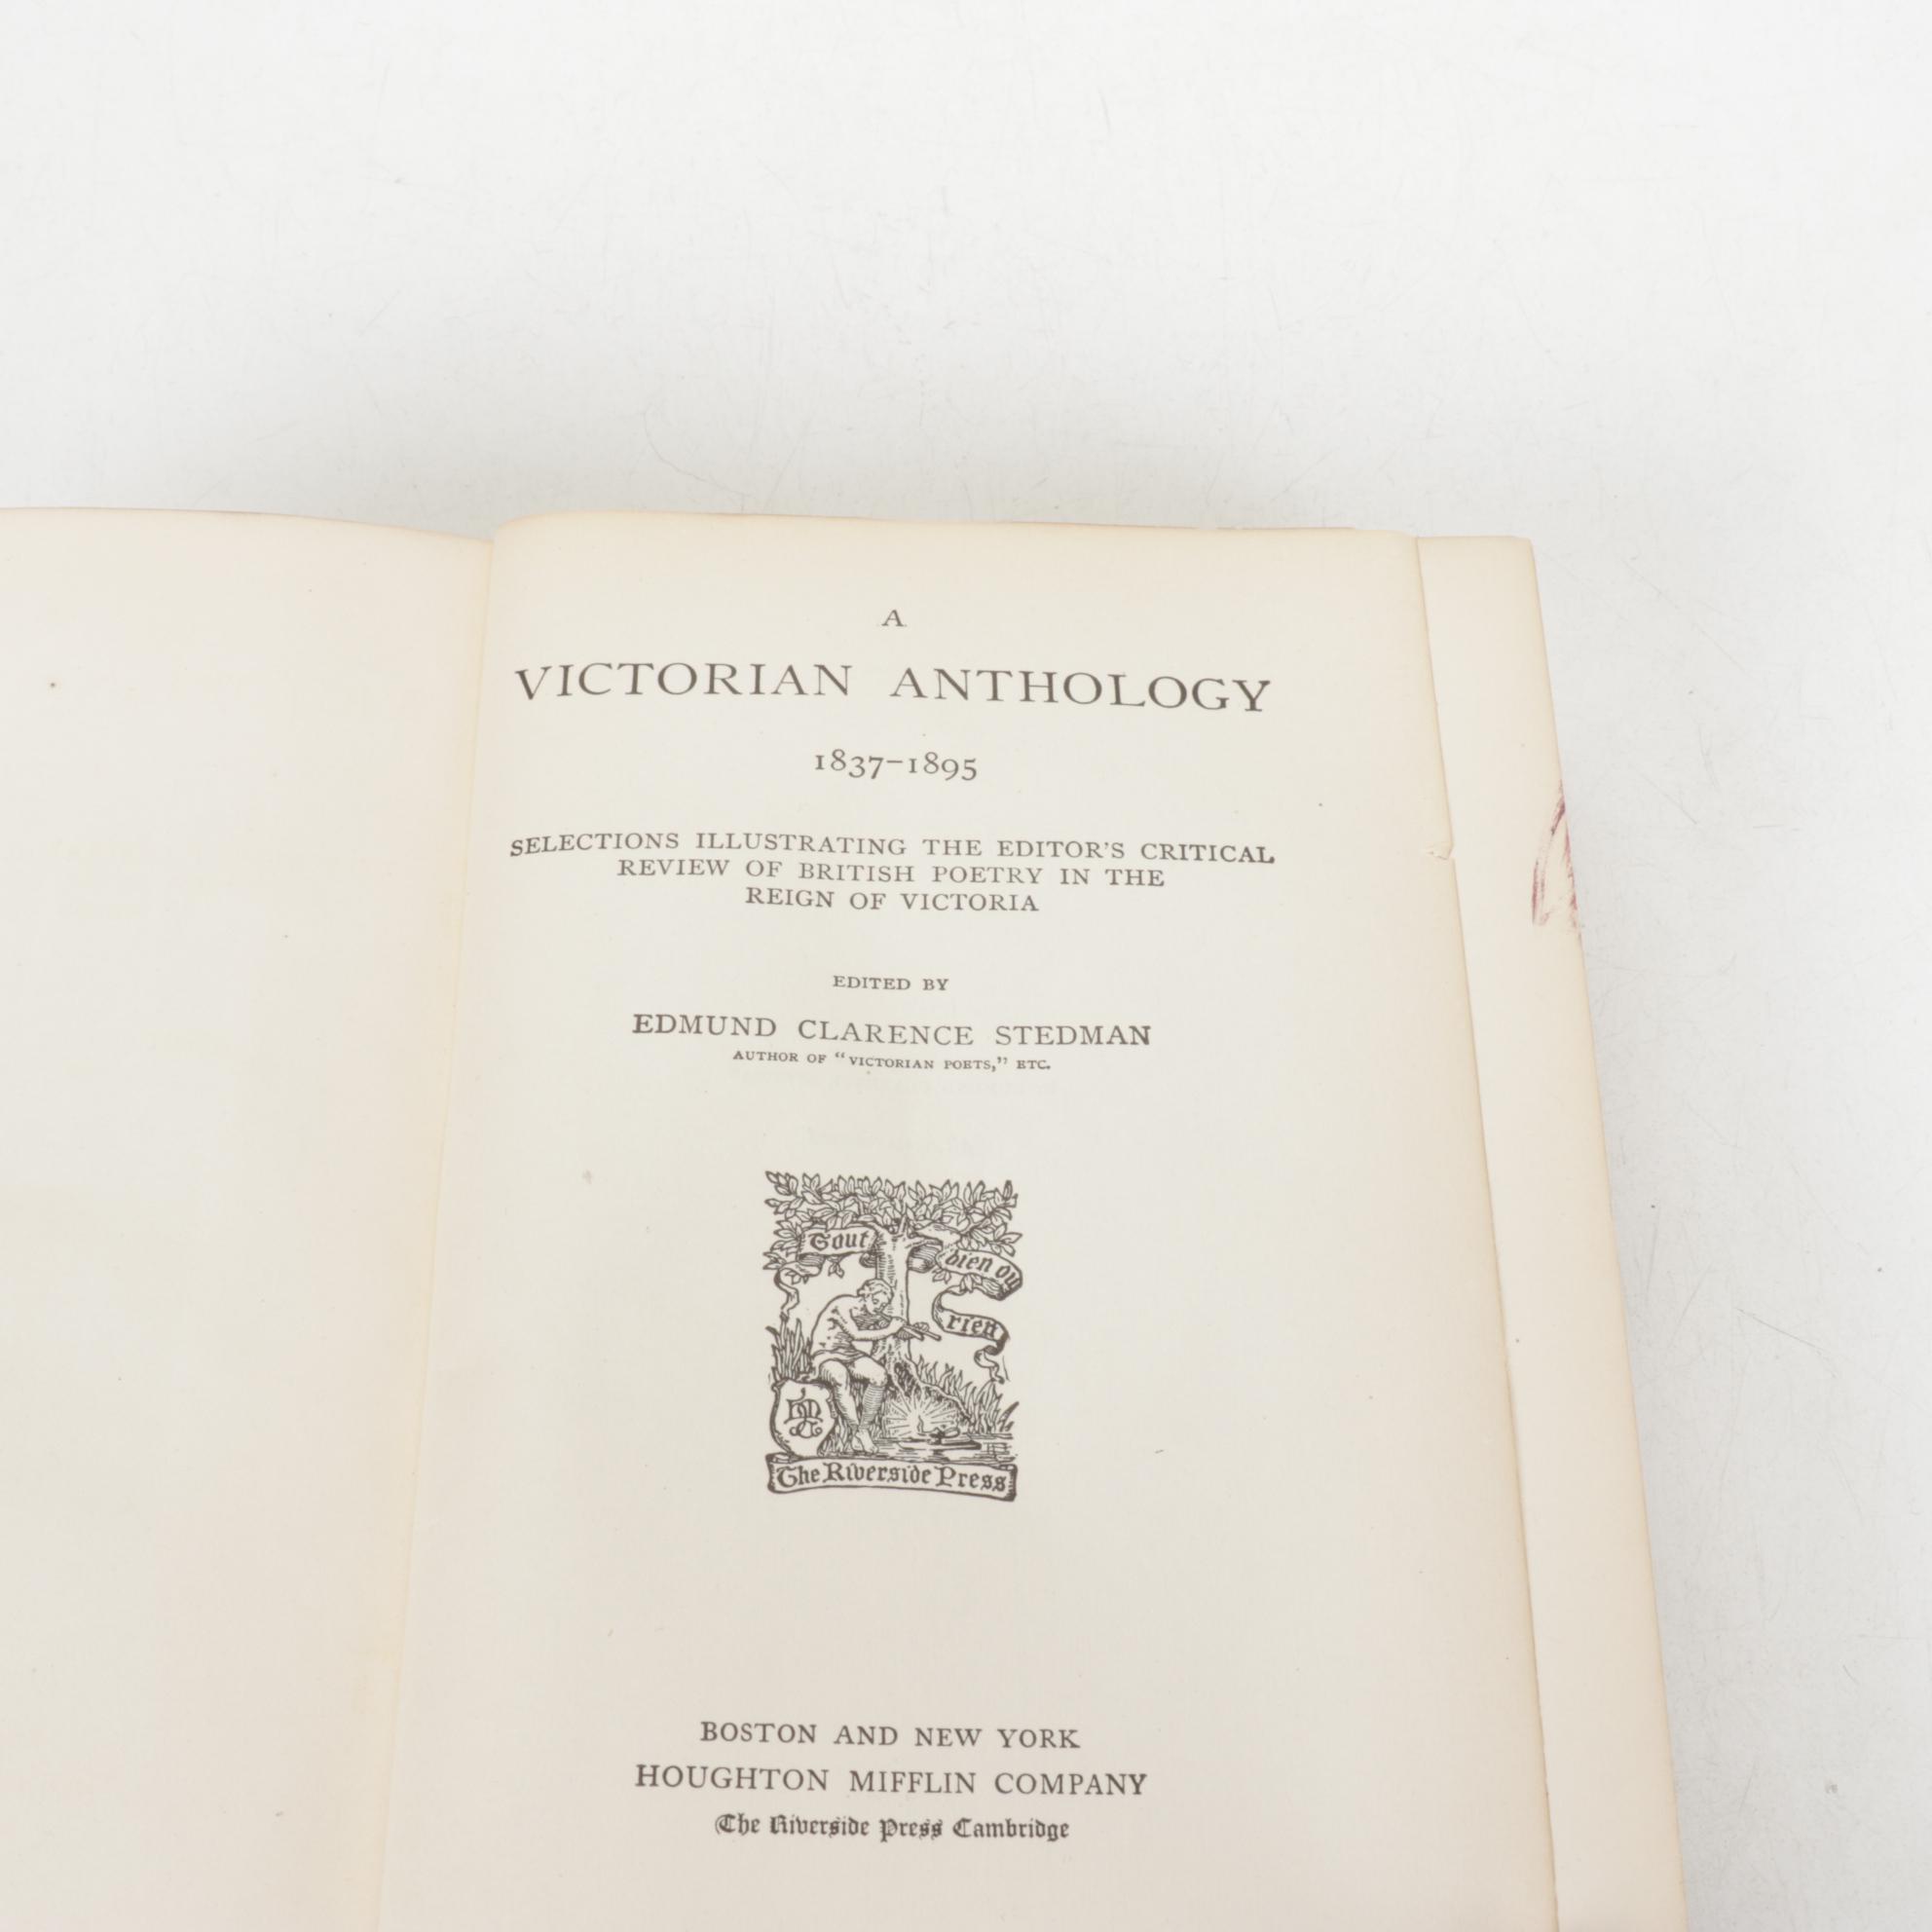 A
VICTORIAN ANTHOLOGY
1837–1895
SELECTIONS ILLUSTRATING THE EDITOR'S CRITICAL
REVIEW OF BRITISH POETRY IN THE
REIGN OF VICTORIA
EDITED BY
EDMUND CLARENCE STEDMAN
AUTHOR OF "VICTORIAN POETS," ETC.
Tout
bien ou
rien
The Riverside Press
BOSTON AND NEW YORK
HOUGHTON MIFFLIN COMPANY
The Riverside Press Cambridge